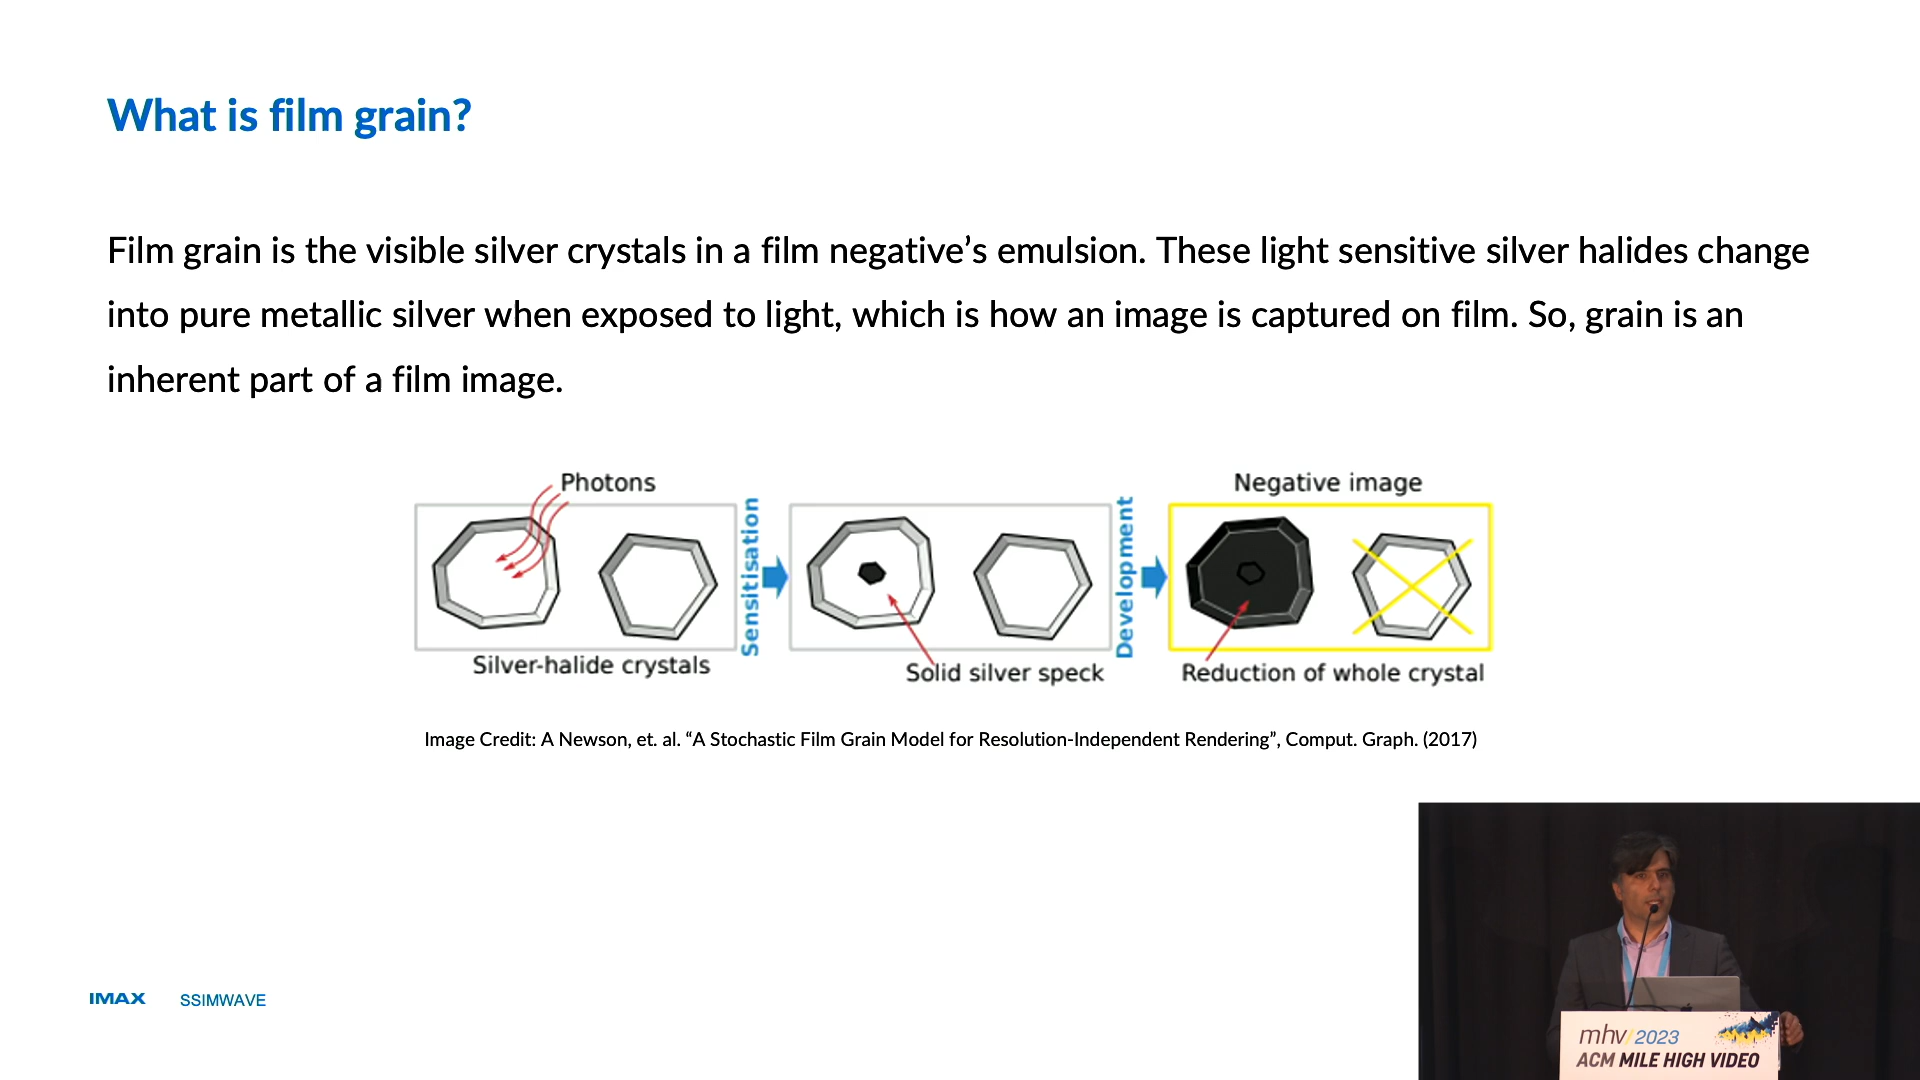 What is film grain?
Film grain is the visible silver crystals in a film negative’s emulsion. These light sensitive silver halides change
into pure metallic silver when exposed to light, which is how an image is captured on film. So, grain is an
inherent part of a film image.
Photons
Negative image
Sensitisation
Development
Silver-halide crystals
Solid silver speck
Reduction of whole crystal
Image Credit: A Newson, et. al. “A Stochastic Film Grain Model for Resolution-Independent Rendering”, Comput. Graph. (2017)
IMAX SSIMWAVE
mhv/2023
ACM MILE HIGH VIDEO